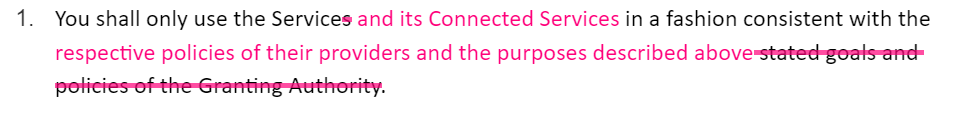 1. You shall only use the Services and its Connected Services in a fashion consistent with the
respective policies of their providers and the purposes described above stated goals and
policies of the Granting Authority.